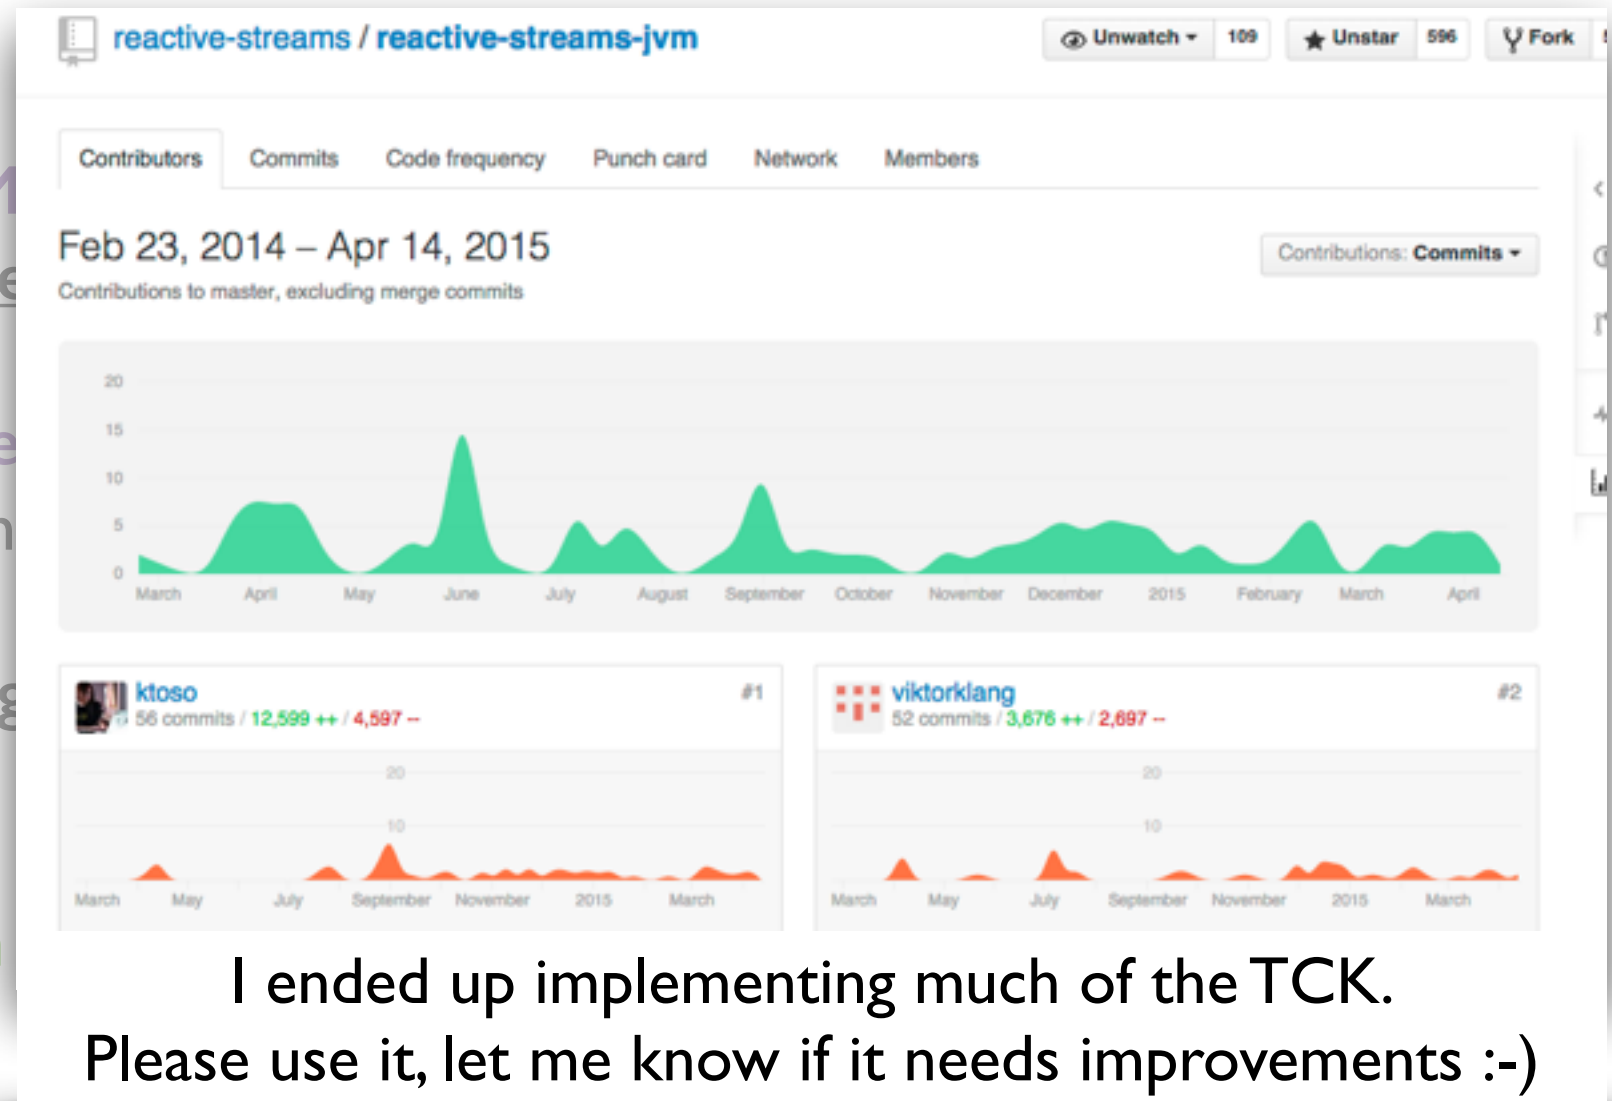 reactive-streams / reactive-streams-jvm
Unwatch 109 Unstar 596 Fork
Contributors Commits Code frequency Punch card Network Members
Feb 23, 2014 – Apr 14, 2015
Contributions: Commits
Contributions to master, excluding merge commits
20
15
10
5
0
March April May June July August September October November December 2015 February March April
ktoso #1
56 commits / 12,599 ++ / 4,597 --
20
10
March May July September November 2015 March
viktorklang #2
52 commits / 3,676 ++ / 2,697 --
20
10
March May July September November 2015 March
I ended up implementing much of the TCK.
Please use it, let me know if it needs improvements :-)